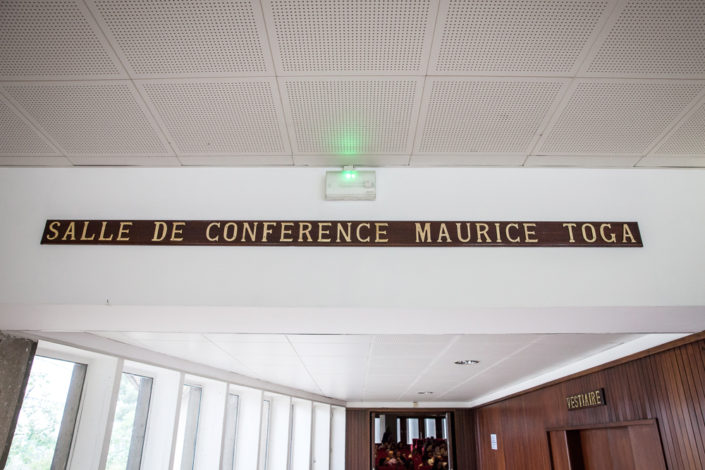 SALLE DE CONFERENCE MAURICE TOGA
VESTIAIRE